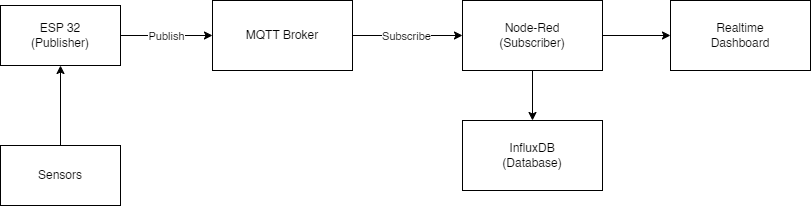 ESP 32
(Publisher)
Publish
MQTT Broker
Subscribe
Node-Red
(Subscriber)
Realtime
Dashboard
Sensors
InfluxDB
(Database)